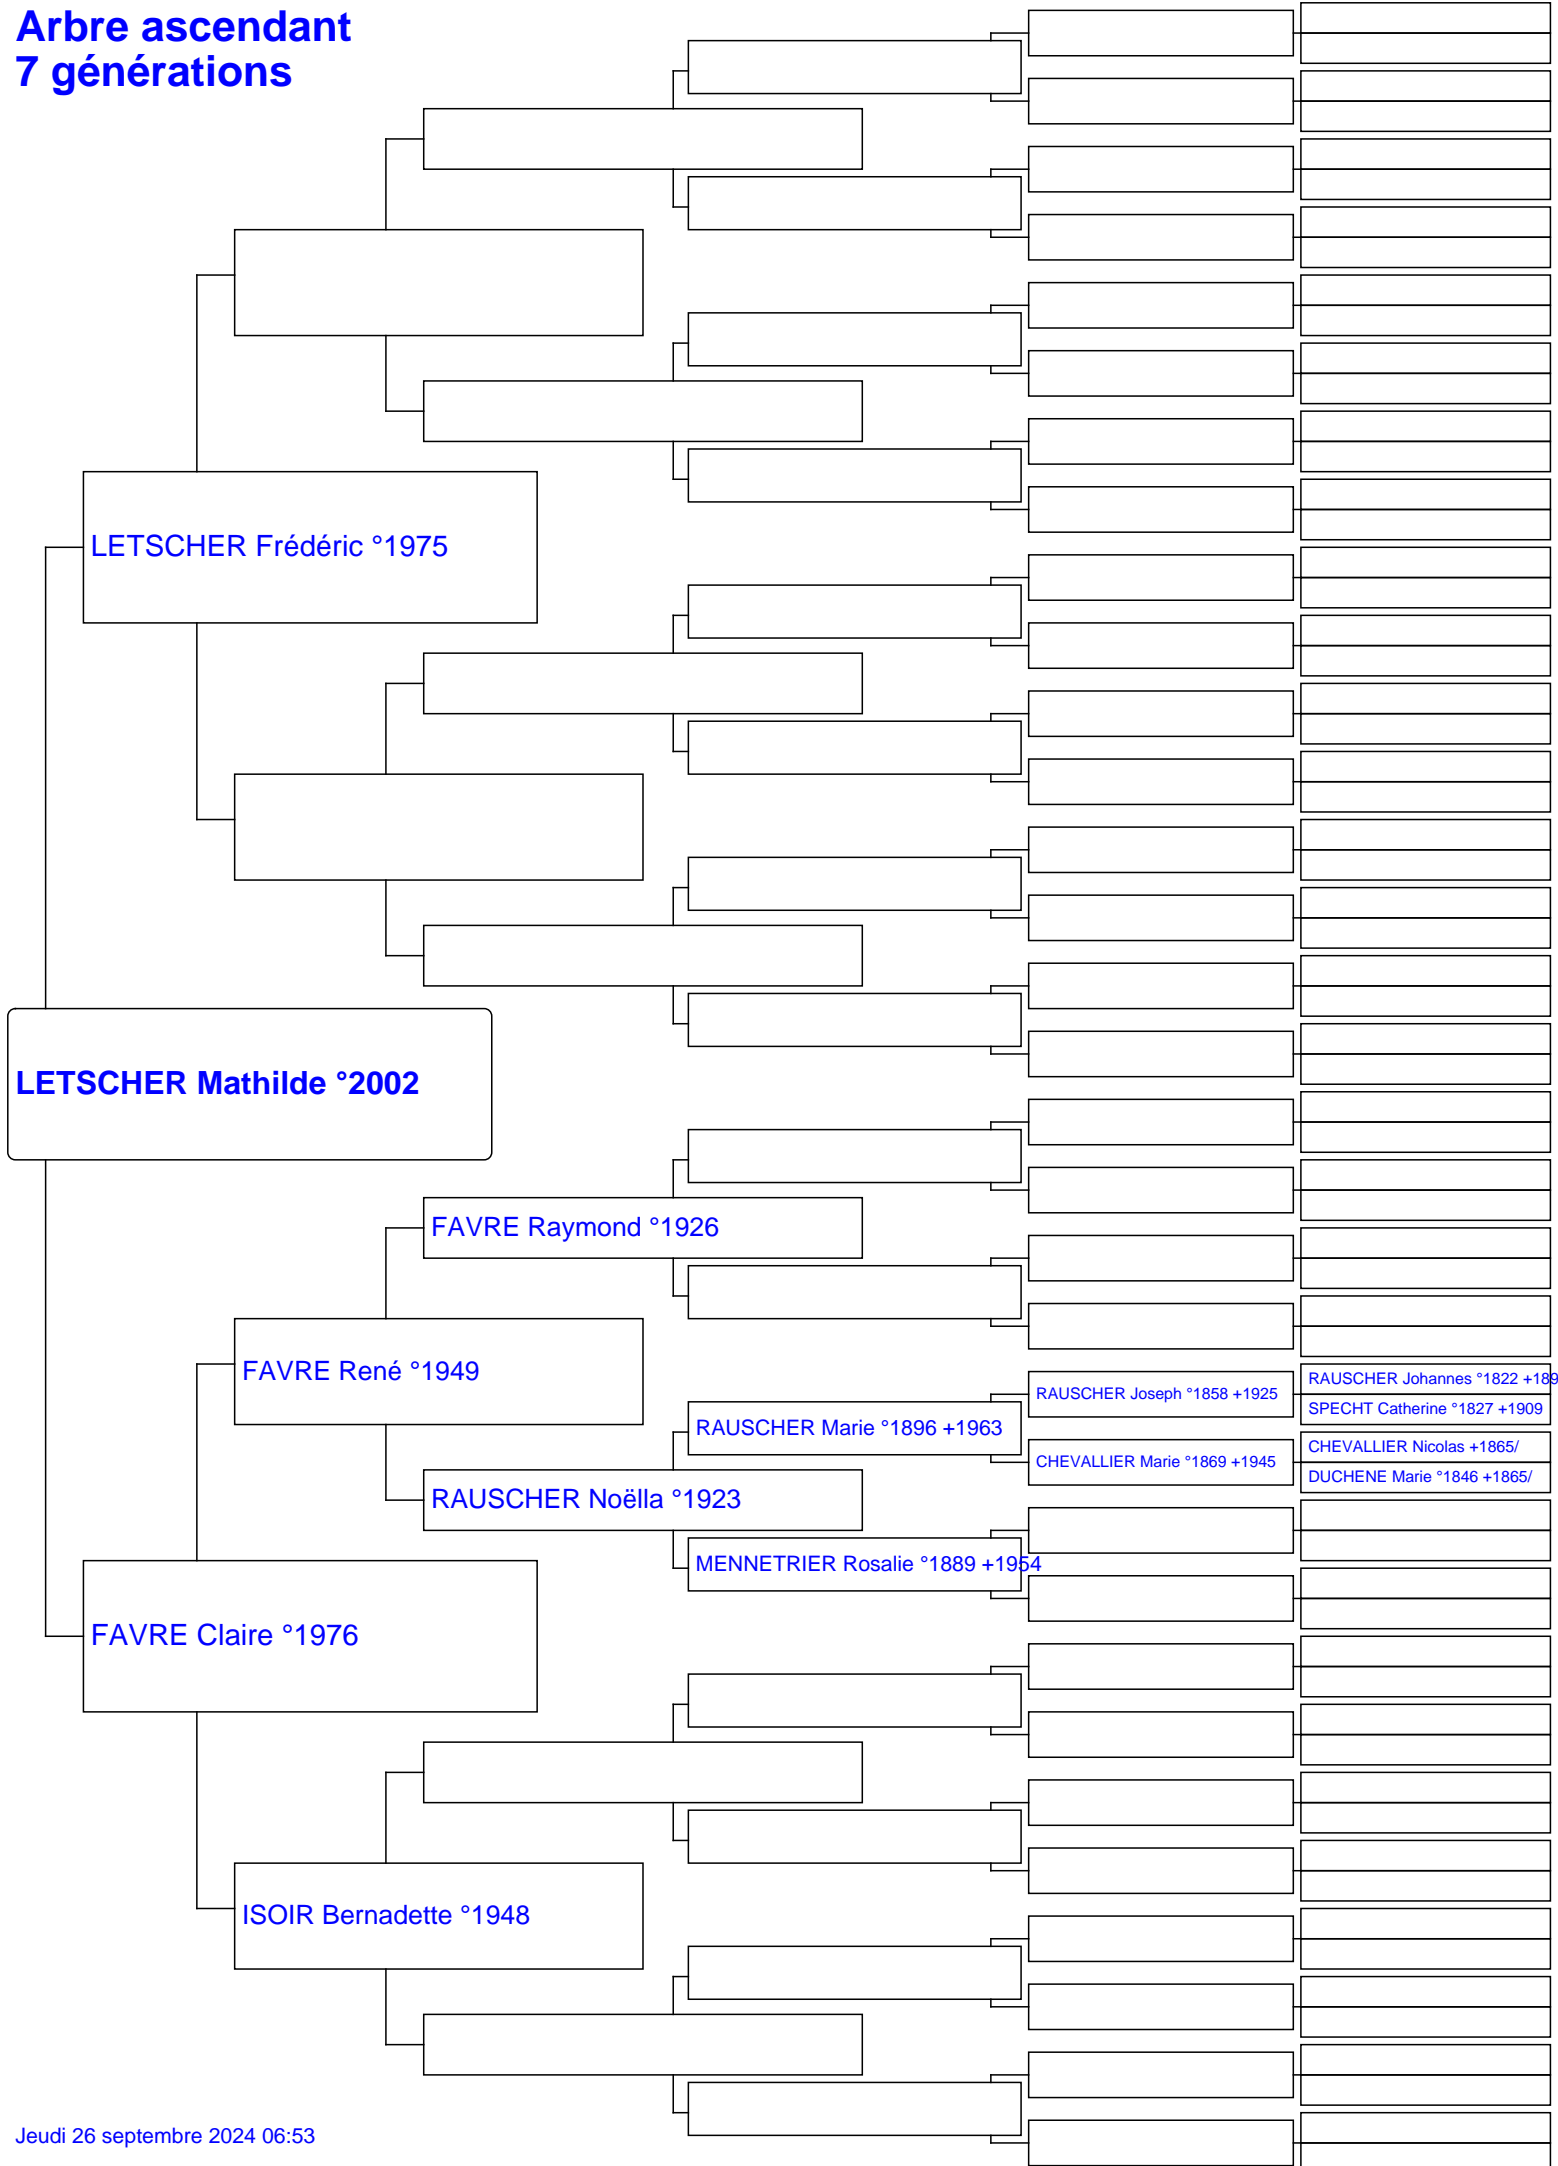 Arbre ascendant
7 générations
LETSCHER Frédéric °1975
LETSCHER Mathilde °2002
FAVRE Raymond °1926
FAVRE René °1949
RAUSCHER Johannes °1822 +189
RAUSCHER Joseph °1858 +1925
SPECHT Catherine °1827 +1909
RAUSCHER Marie °1896 +1963
CHEVALLIER Nicolas +1865/
CHEVALLIER Marie °1869 +1945
DUCHENE Marie °1846 +1865/
RAUSCHER Noëlla °1923
MENNETRIER Rosalie °1889 +1954
FAVRE Claire °1976
ISOIR Bernadette °1948
Jeudi 26 septembre 2024 06:53